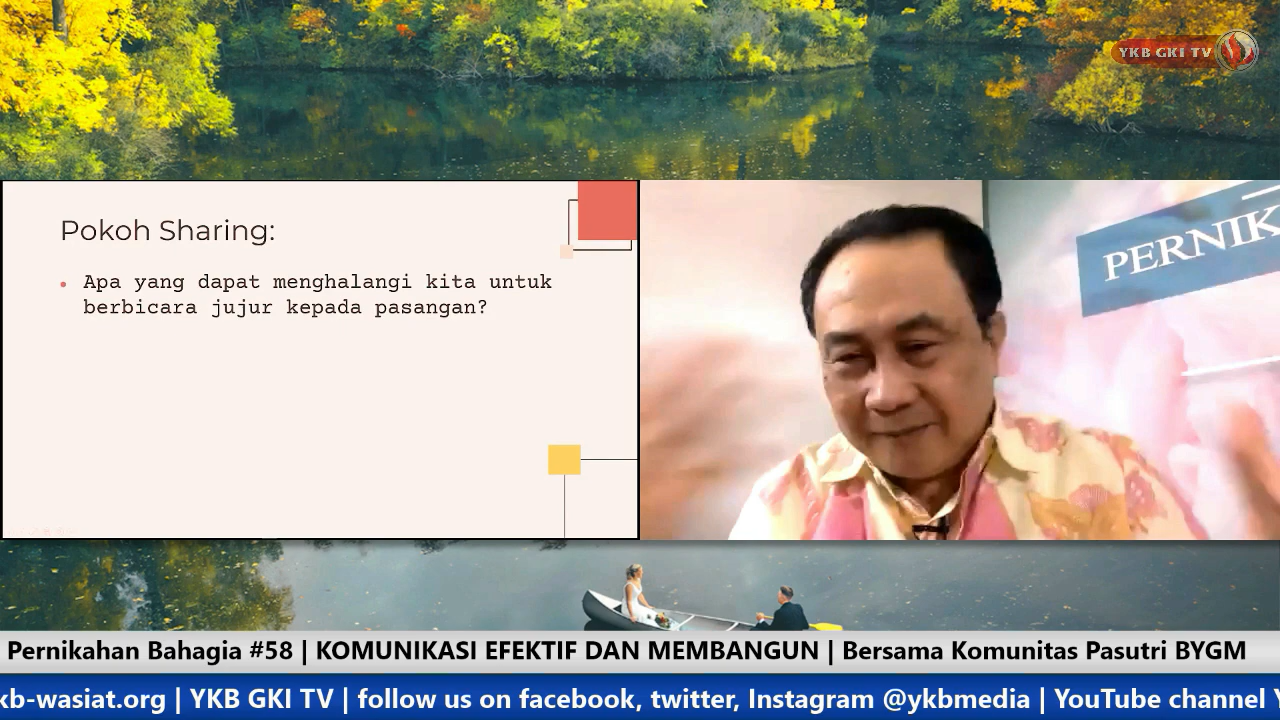 YKB GKI TV
Pokoh Sharing:
Apa yang dapat menghalangi kita untuk
berbicara jujur kepada pasangan?
PERNIK
Pernikahan Bahagia #58 | KOMUNIKASI EFEKTIF DAN MEMBANGUN | Bersama Komunitas Pasutri BYGM
kb-wasiat.org | YKB GKI TV | follow us on facebook, twitter, Instagram @ykbmedia | YouTube channel Y